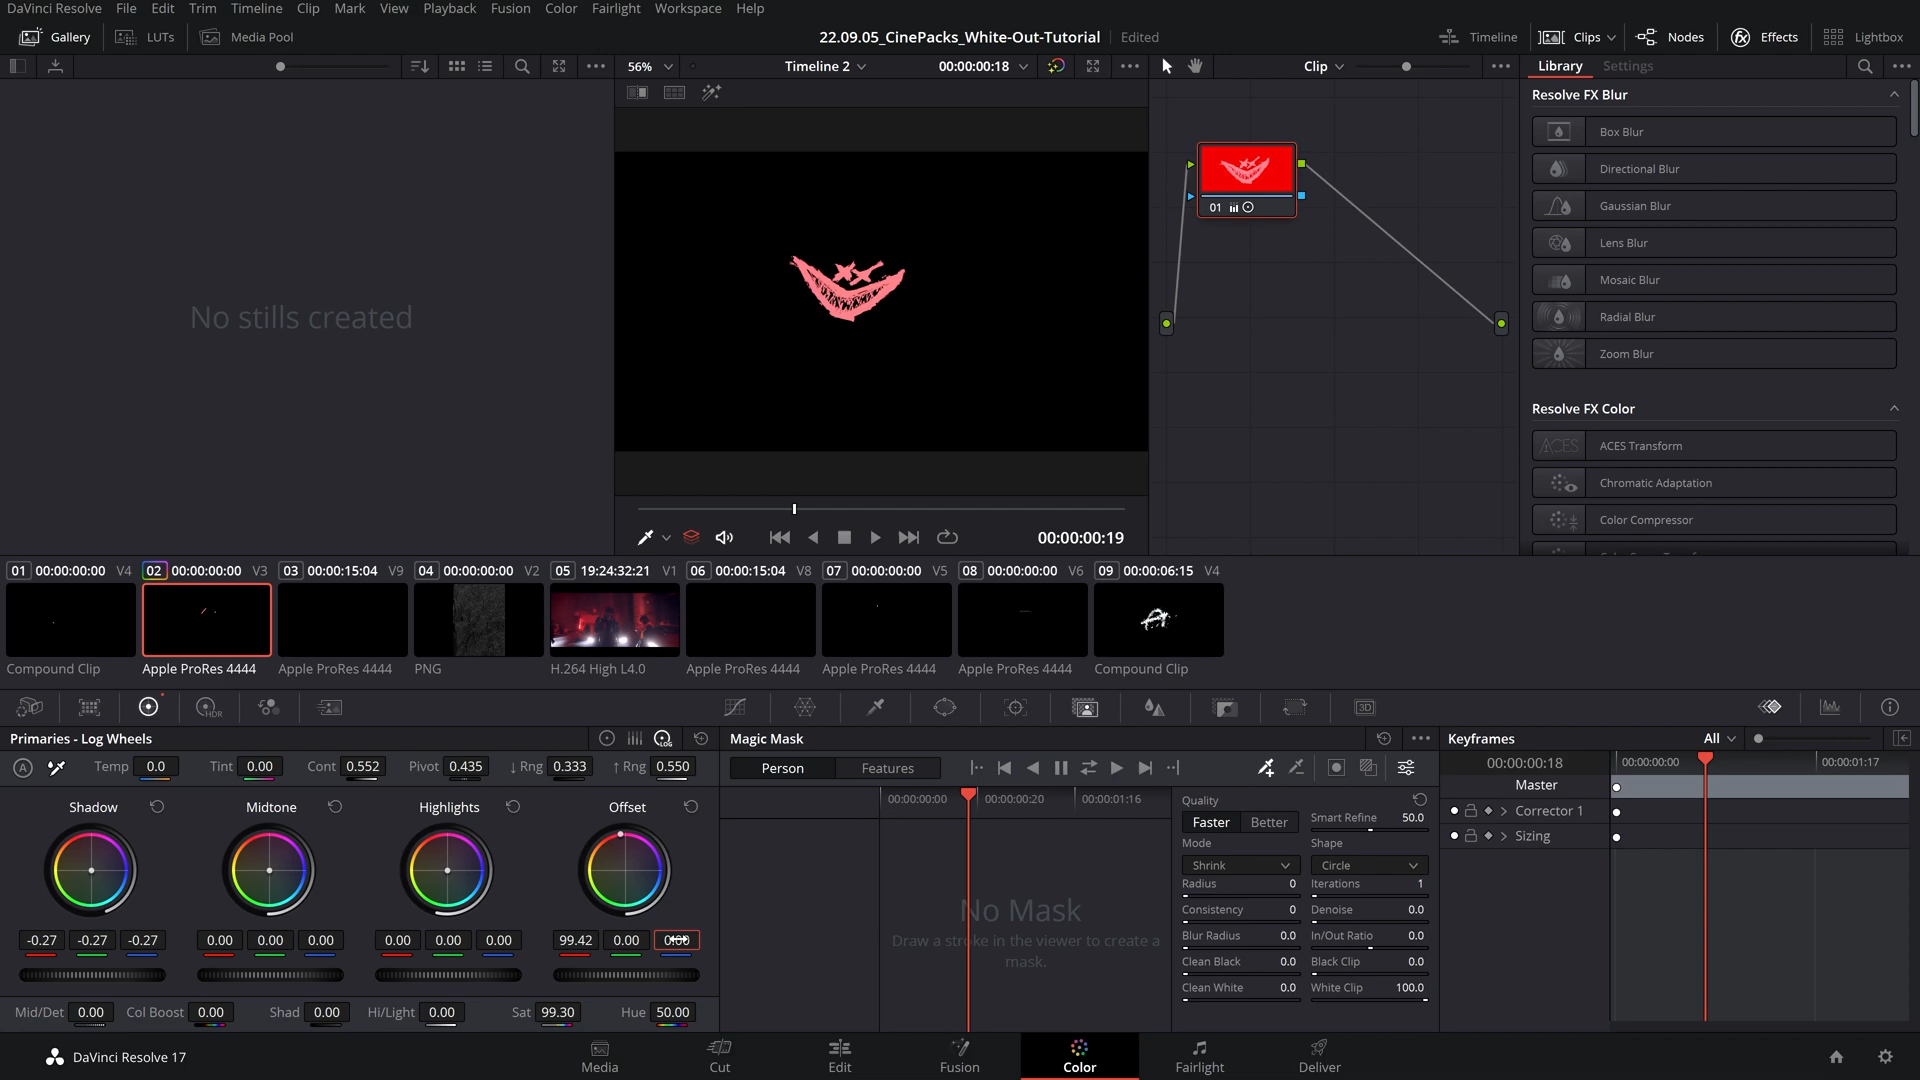 DaVinci Resolve File Edit Trim Timeline Clip Mark View Playback Fusion Color Fairlight Workspace Help
Gallery LUTs Media Pool 22.09.05_CinePacks_White-Out-Tutorial Edited Timeline Clips Nodes Effects Lightbox
56% Timeline 2 00:00:00:18 Clip Library Settings
Resolve FX Blur
Box Blur
Directional Blur
Gaussian Blur
Lens Blur
Mosaic Blur
Radial Blur
Zoom Blur
Resolve FX Color
ACES ACES Transform
Chromatic Adaptation
Color Compressor
No stills created
01
00:00:00:19
01 00:00:00:00 V4 02 00:00:00:00 V3 03 00:00:15:04 V9 04 00:00:00:00 V2 05 19:24:32:21 V1 06 00:00:15:04 V8 07 00:00:00:00 V5 08 00:00:00:00 V6 09 00:00:06:15 V4
Compound Clip Apple ProRes 4444 Apple ProRes 4444 PNG H.264 High L4.0 Apple ProRes 4444 Apple ProRes 4444 Apple ProRes 4444 Compound Clip
HDR 3D
Primaries - Log Wheels LOG Magic Mask Keyframes All
A Temp 0.0 Tint 0.00 Cont 0.552 Pivot 0.435 ↓ Rng 0.333 ↑ Rng 0.550 Person Features 00:00:00:18 00:00:00:00 00:00:01:17
Master
Corrector 1
Sizing
Shadow Midtone Highlights Offset
-0.27 -0.27 -0.27 0.00 0.00 0.00 0.00 0.00 0.00 99.42 0.00
Mid/Det 0.00 Col Boost 0.00 Shad 0.00 Hi/Light 0.00 Sat 99.30 Hue 50.00
00:00:00:00 00:00:00:20 00:00:01:16
No Mask
Draw a stroke in the viewer to create a
mask.
Quality
Faster Better Smart Refine 50.0
Mode Shape
Shrink Circle
Radius 0 Iterations 1
Consistency 0 Denoise 0.0
Blur Radius 0.0 In/Out Ratio 0.0
Clean Black 0.0 Black Clip 0.0
Clean White 0.0 White Clip 100.0
DaVinci Resolve 17 Media Cut Edit Fusion Color Fairlight Deliver